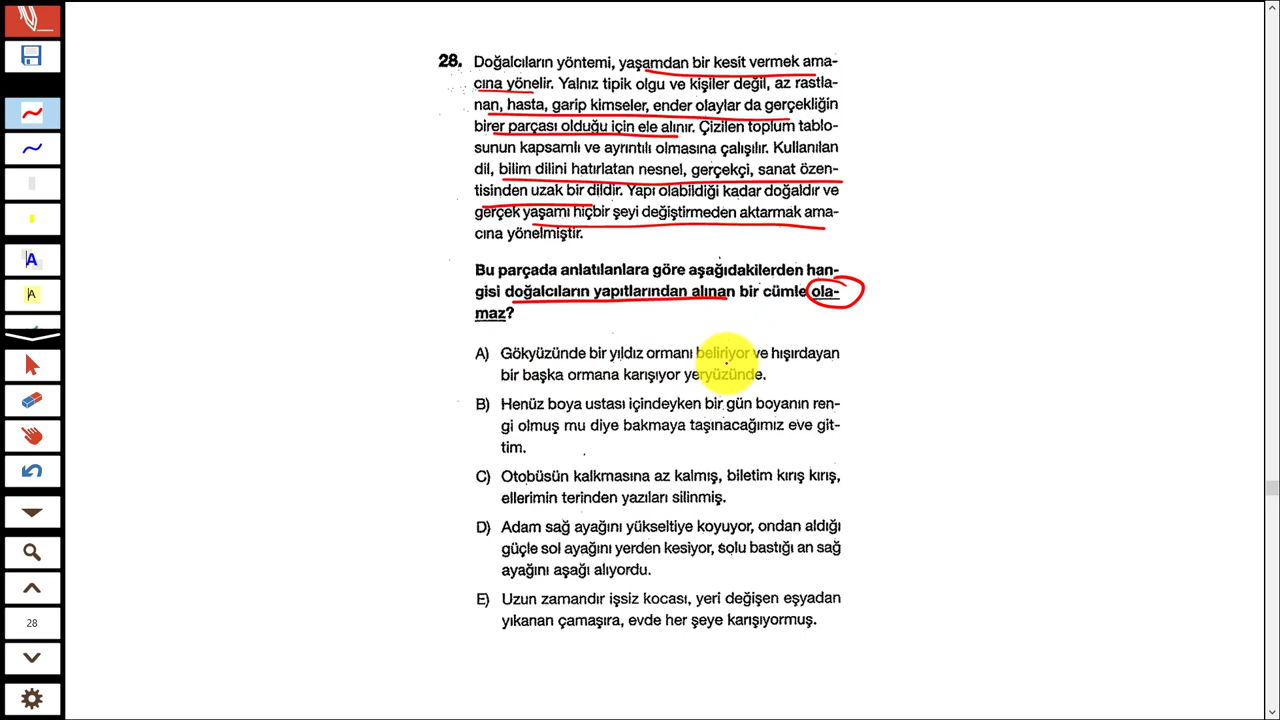 28. Doğalcıların yöntemi, yaşamdan bir kesit vermek ama-
cına yönelir. Yalnız tipik olgu ve kişiler değil, az rastla-
nan, hasta, garip kimseler, ender olaylar da gerçekliğin
birer parçası olduğu için ele alınır. Çizilen toplum tablo-
sunun kapsamlı ve ayrıntılı olmasına çalışılır. Kullanılan
dil, bilim dilini hatırlatan nesnel, gerçekçi, sanat özen-
tisinden uzak bir dildir. Yapı olabildiği kadar doğaldır ve
gerçek yaşamı hiçbir şeyi değiştirmeden aktarmak ama-
cına yönelmiştir.
Bu parçada anlatılanlara göre aşağıdakilerden han-
gisi doğalcıların yapıtlarından alınan bir cümle ola-
maz?
A) Gökyüzünde bir yıldız ormanı beliriyor ve hışırdayan
bir başka ormana karışıyor yeryüzünde.
B) Henüz boya ustası içindeyken bir gün boyanın ren-
gi olmuş mu diye bakmaya taşınacağımız eve git-
tim.
C) Otobüsün kalkmasına az kalmış, biletim kırış kırış,
ellerimin terinden yazıları silinmiş.
D) Adam sağ ayağını yükseltiye koyuyor, ondan aldığı
güçle sol ayağını yerden kesiyor, solu bastığı an sağ
ayağını aşağı alıyordu.
E) Uzun zamandır işsiz kocası, yeri değişen eşyadan
yıkanan çamaşıra, evde her şeye karışıyormuş.
A
A
28